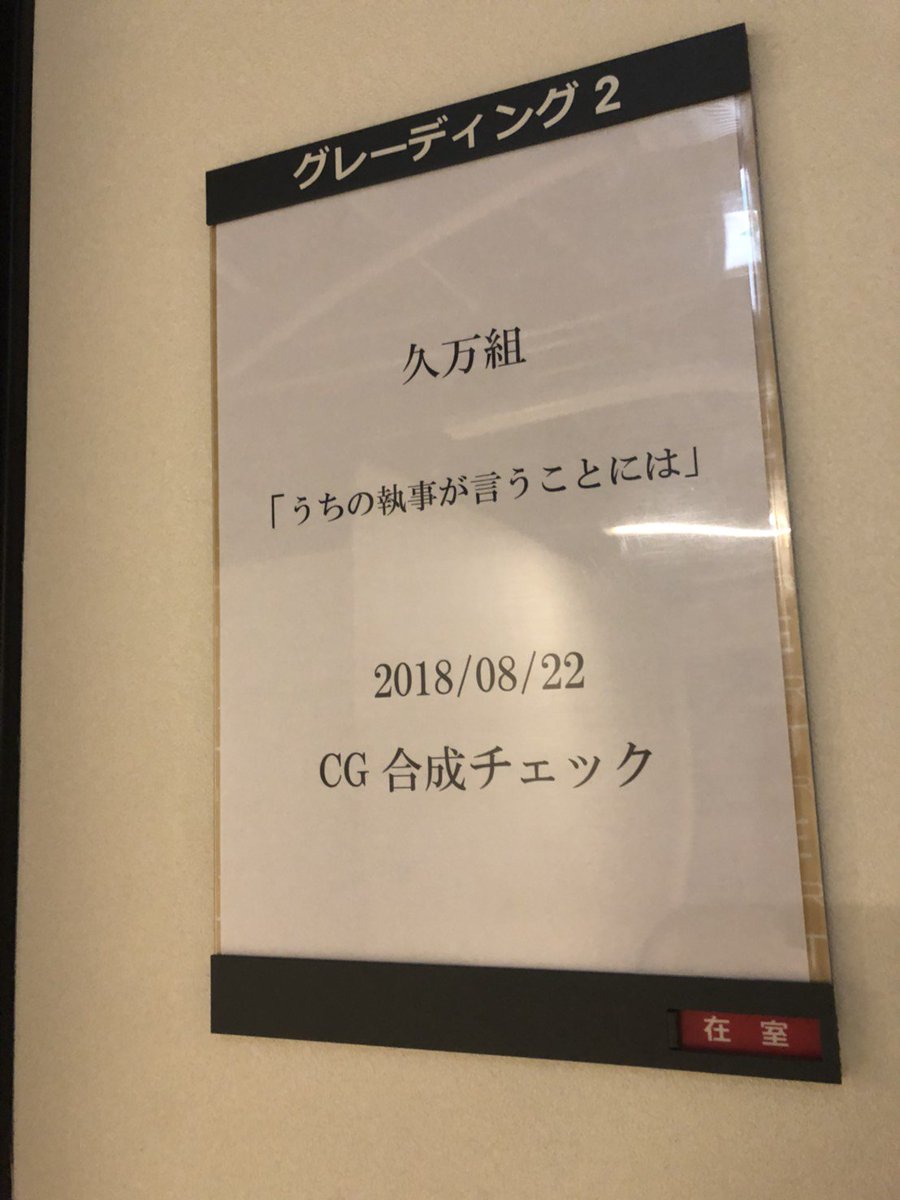 グレーディング 2
久万組
「うちの執事が言うことには」
2018/08/22
CG 合成チェック
在 室